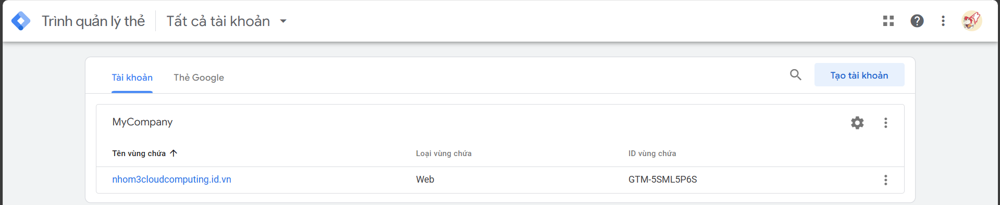 Trình quản lý thẻ
Tất cả tài khoản
Tài khoản
Thẻ Google
Tạo tài khoản
MyCompany
Tên vùng chứa
Loại vùng chứa
ID vùng chứa
nhom3cloudcomputing.id.vn
Web
GTM-5SML5P6S